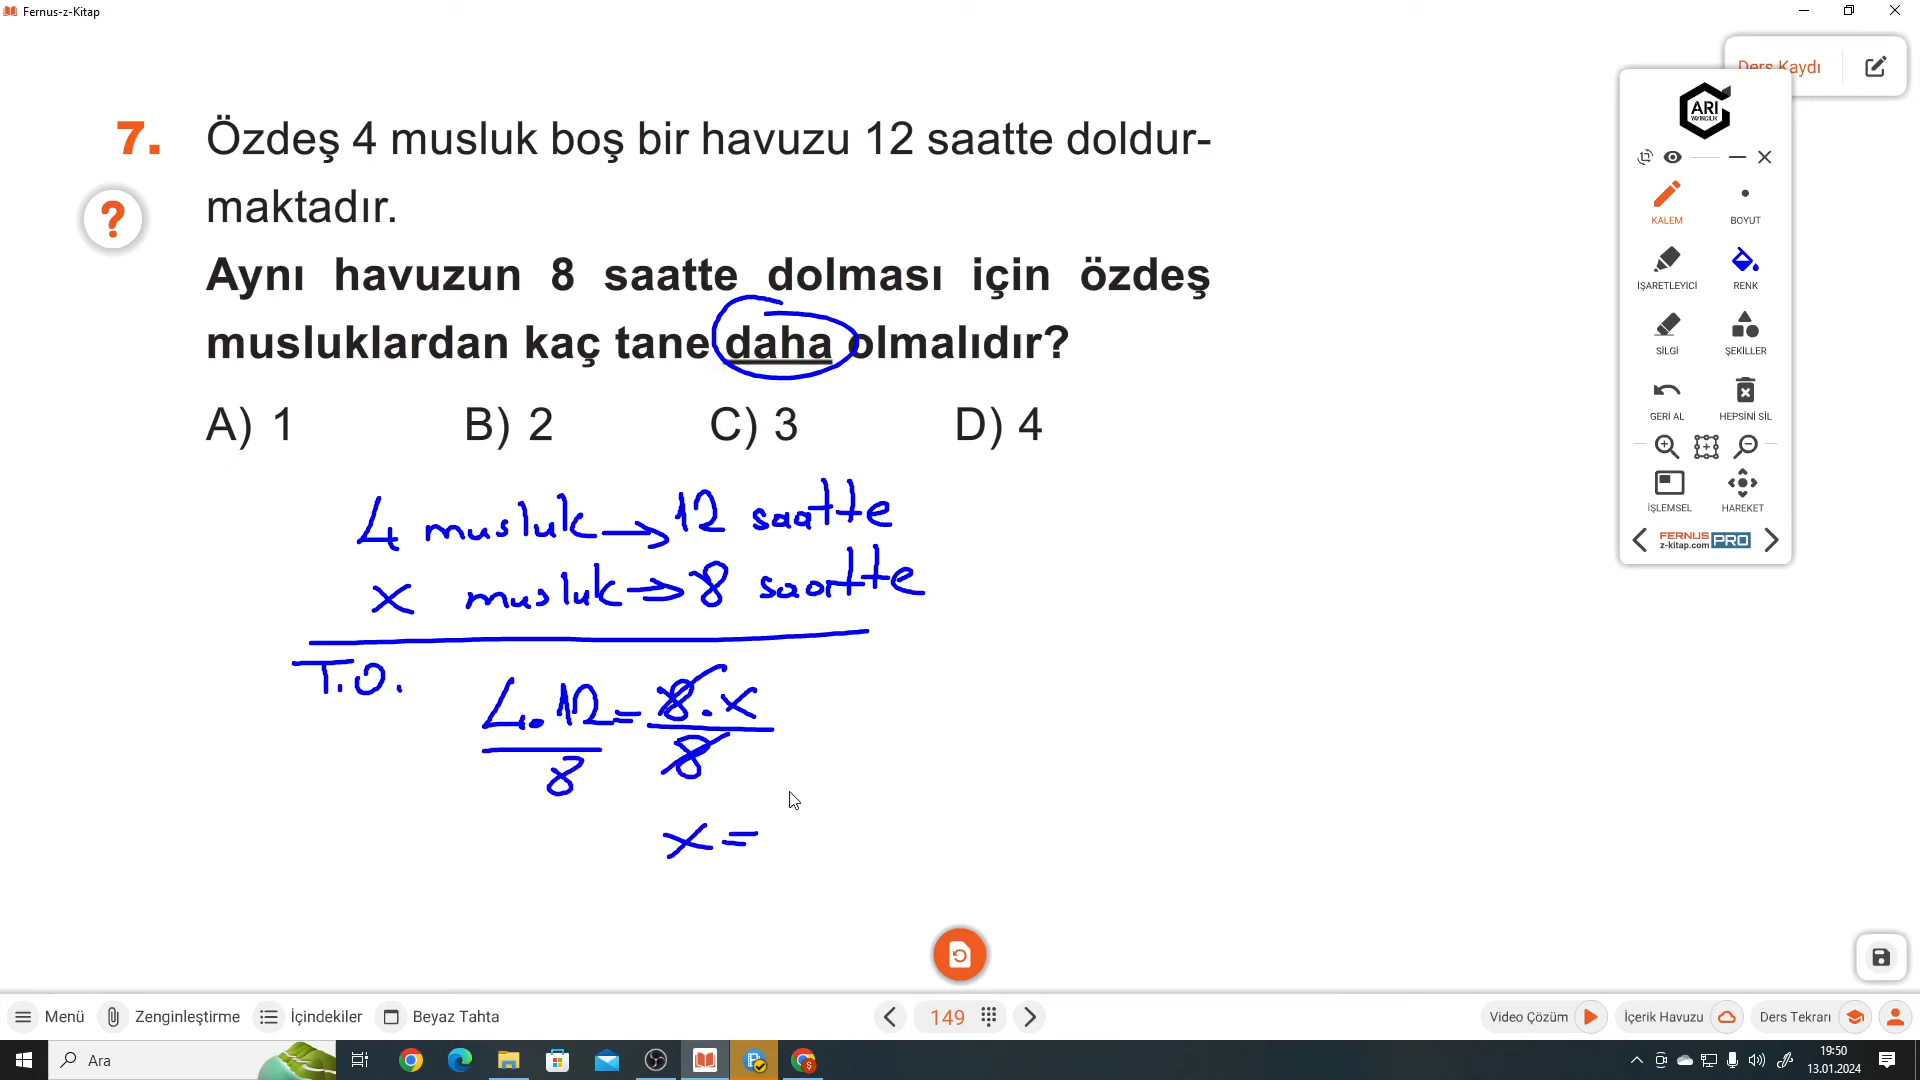 Fernus-z-Kitap
Ders Kaydı
ARI
YAYINCILIK
7. Özdeş 4 musluk boş bir havuzu 12 saatte doldur-
maktadır.
?
Aynı havuzun 8 saatte dolması için özdeş
musluklardan kaç tane daha olmalıdır?
A) 1 B) 2 C) 3 D) 4
4 musluk → 12 saatte
x musluk → 8 saatte
T.O.
4.12 = 8.x
8 8
x =
KALEM BOYUT
İŞARETLEYİCİ RENK
SİLGİ ŞEKİLLER
GERİ AL HEPSİNİ SİL
İŞLEMSEL HAREKET
FERNUS PRO
z-kitap.com
Menü Zenginleştirme İçindekiler Beyaz Tahta 149 Video Çözüm İçerik Havuzu Ders Tekrarı
Ara
19:50
13.01.2024